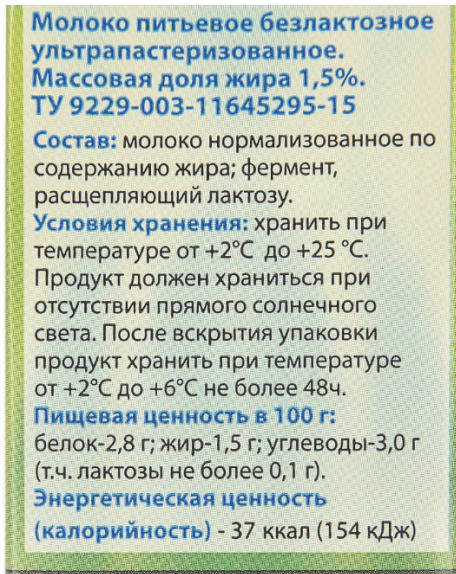 Молоко питьевое безлактозное
ультрапастеризованное.
Массовая доля жира 1,5%.
ТУ 9229-003-11645295-15
Состав: молоко нормализованное по
содержанию жира; фермент,
расщепляющий лактозу.
Условия хранения: хранить при
температуре от +2°С до +25 °С.
Продукт должен храниться при
отсутствии прямого солнечного
света. После вскрытия упаковки
продукт хранить при температуре
от +2°С до +6°С не более 48ч.
Пищевая ценность в 100 г:
белок-2,8 г; жир-1,5 г; углеводы-3,0 г
(т.ч. лактозы не более 0,1 г).
Энергетическая ценность
(калорийность) - 37 ккал (154 кДж)